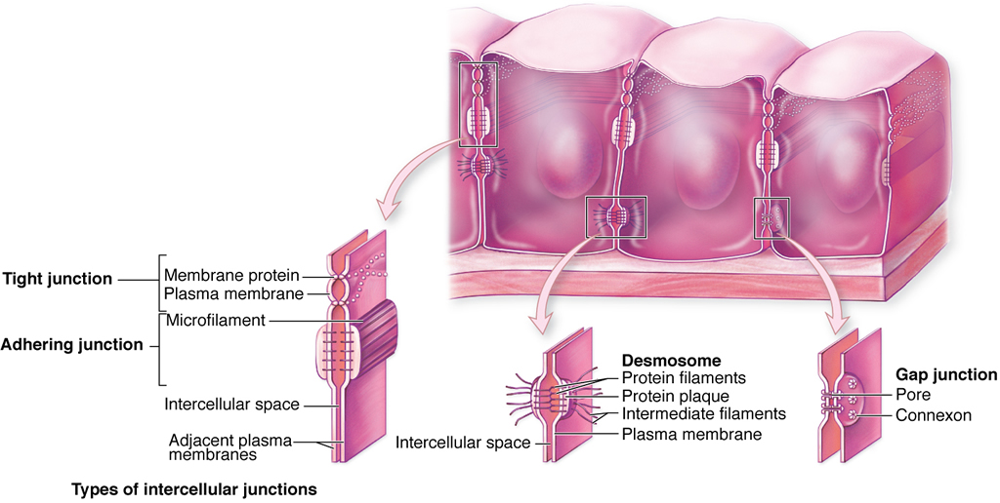 Tight junction
Membrane protein
Plasma membrane
Microfilament
Adhering junction
Intercellular space
Adjacent plasma
membranes
Types of intercellular junctions
Desmosome
Protein filaments
Protein plaque
Intermediate filaments
Plasma membrane
Intercellular space
Gap junction
Pore
Connexon